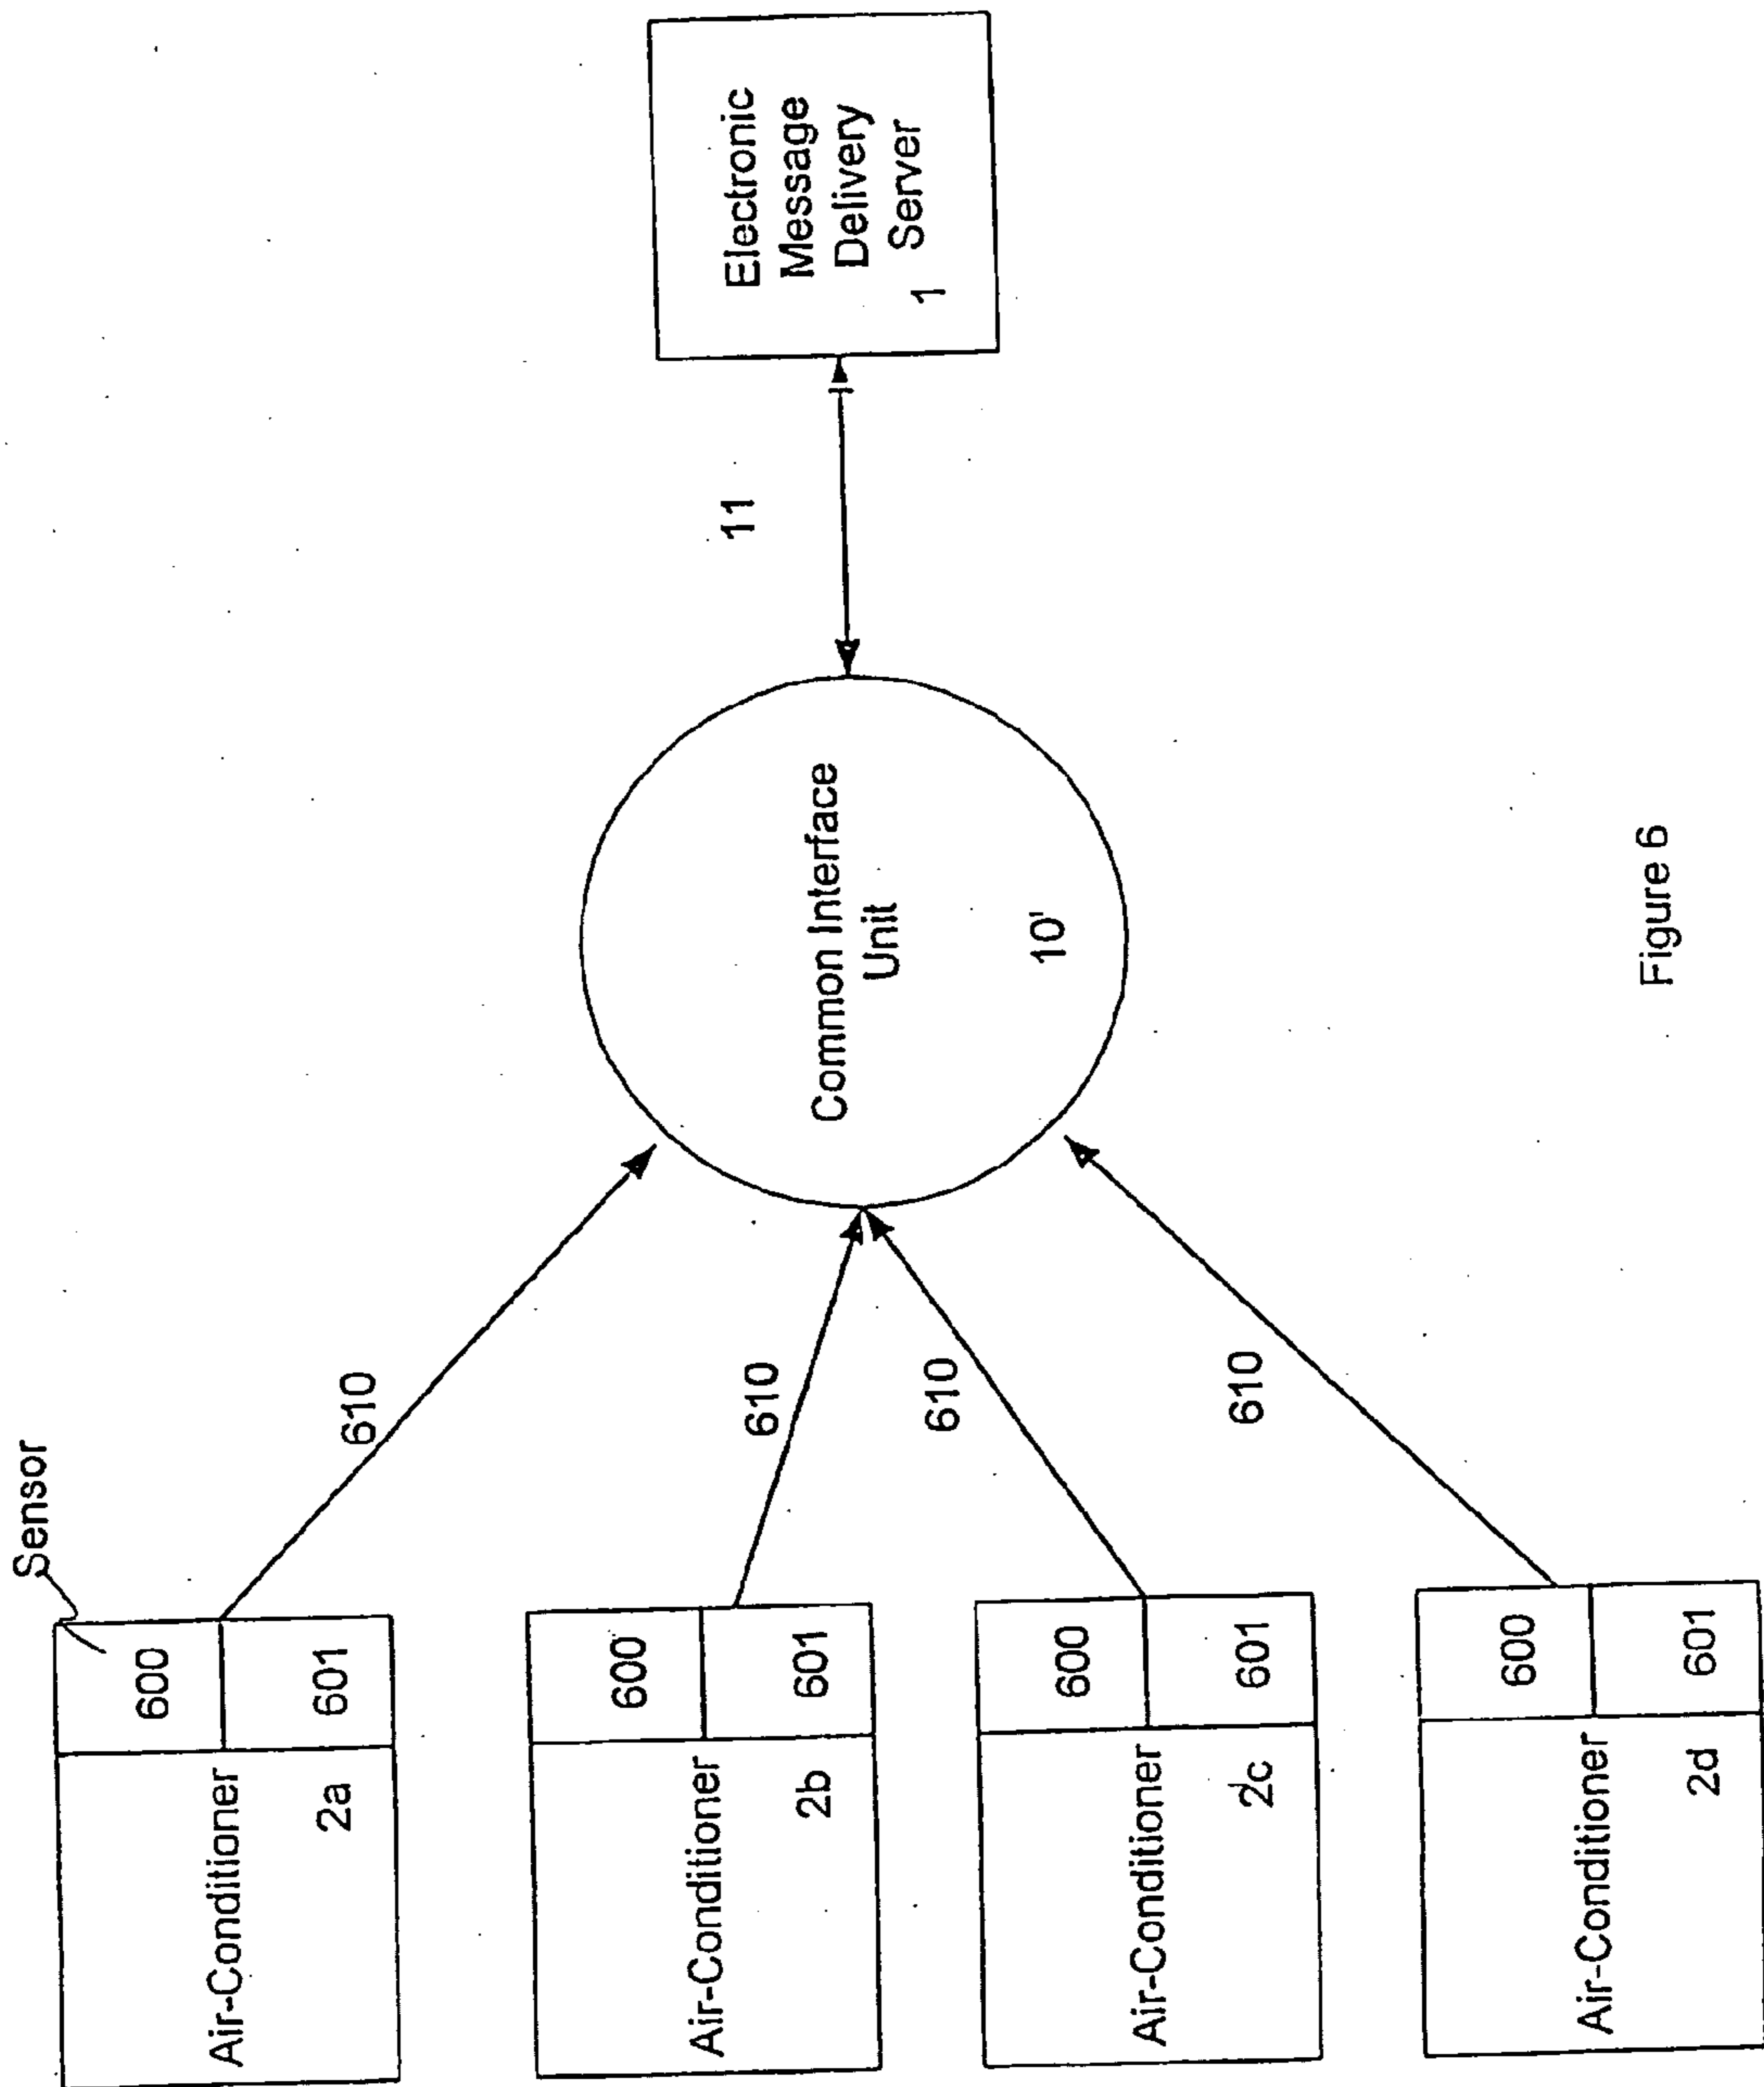 Sensor
600
601
Air-Conditioner
2a
610
600
601
Air-Conditioner
2b
610
600
601
Air-Conditioner
2c
610
600
601
Air-Conditioner
2d
610
Common Interface
Unit
10'
11
Electronic
Message
Delivery
Server
1
Figure 6